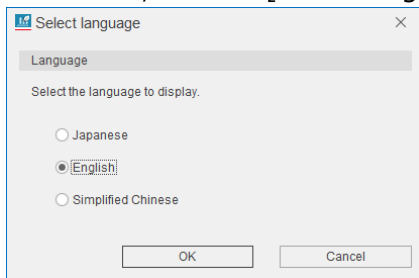 Select language
Language
Select the language to display.
Japanese
English
Simplified Chinese
OK Cancel